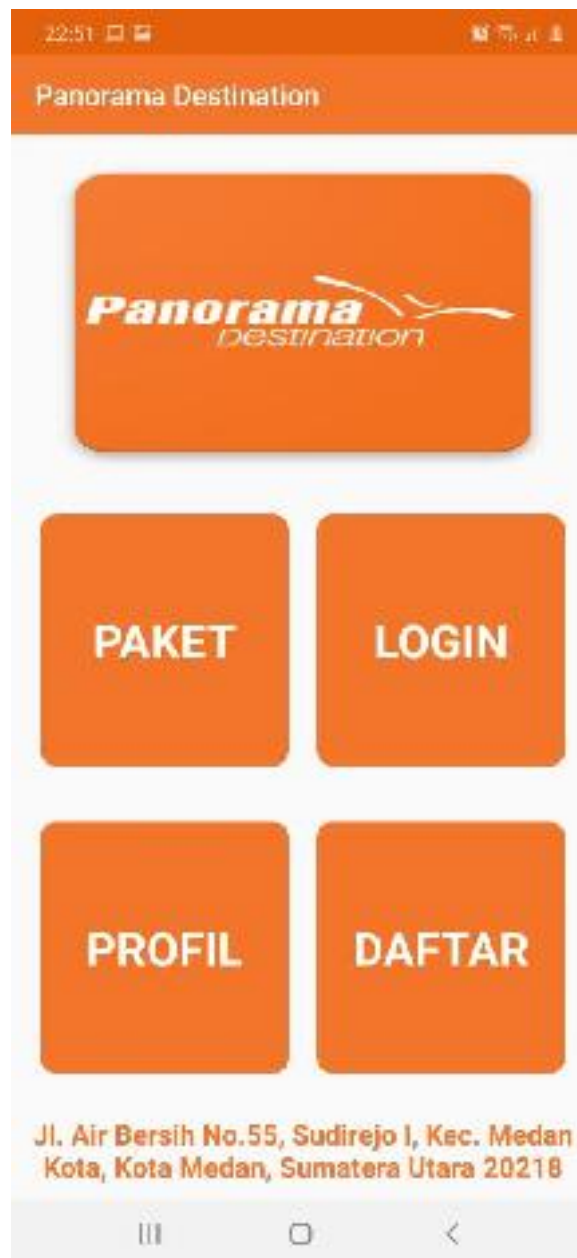 22:51
Panorama Destination
Panorama
DESTINATION
PAKET
LOGIN
PROFIL
DAFTAR
Jl. Air Bersih No.55, Sudirejo I, Kec. Medan
Kota, Kota Medan, Sumatera Utara 20218